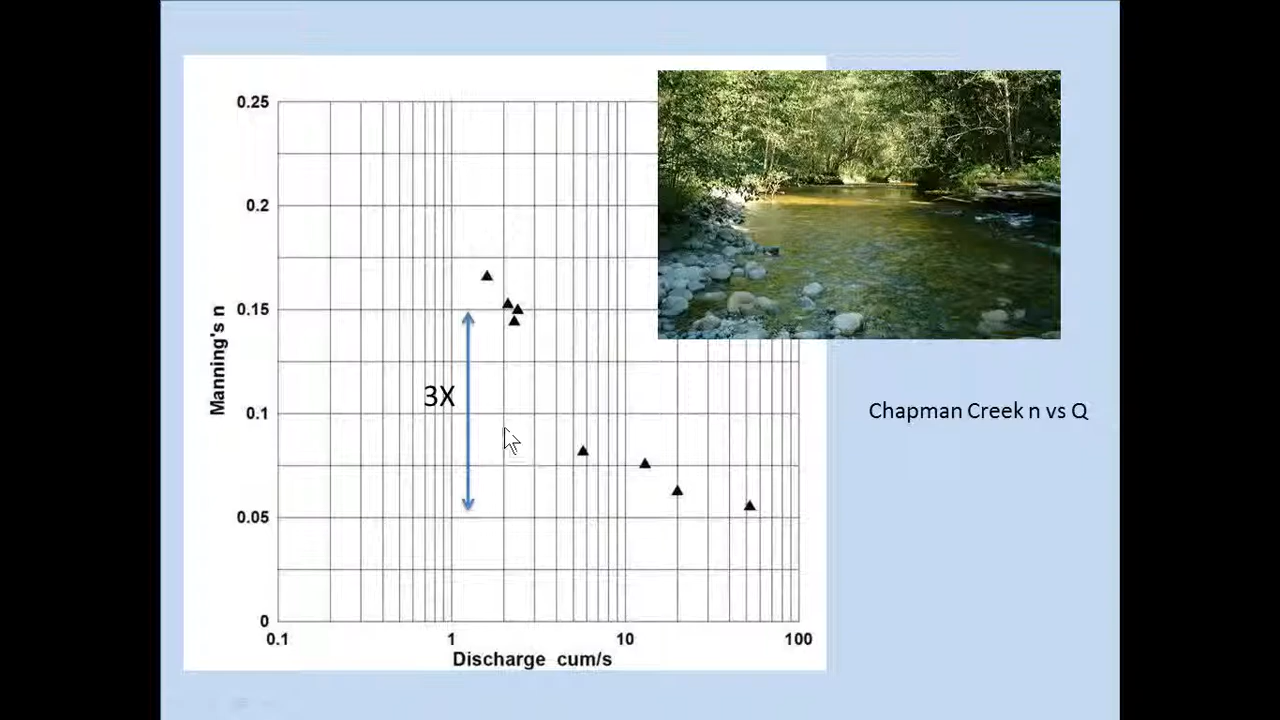 0.25
0.2
0.15
0.1
0.05
0
Manning's n
3X
0.1 1 10 100
Discharge cum/s
Chapman Creek n vs Q